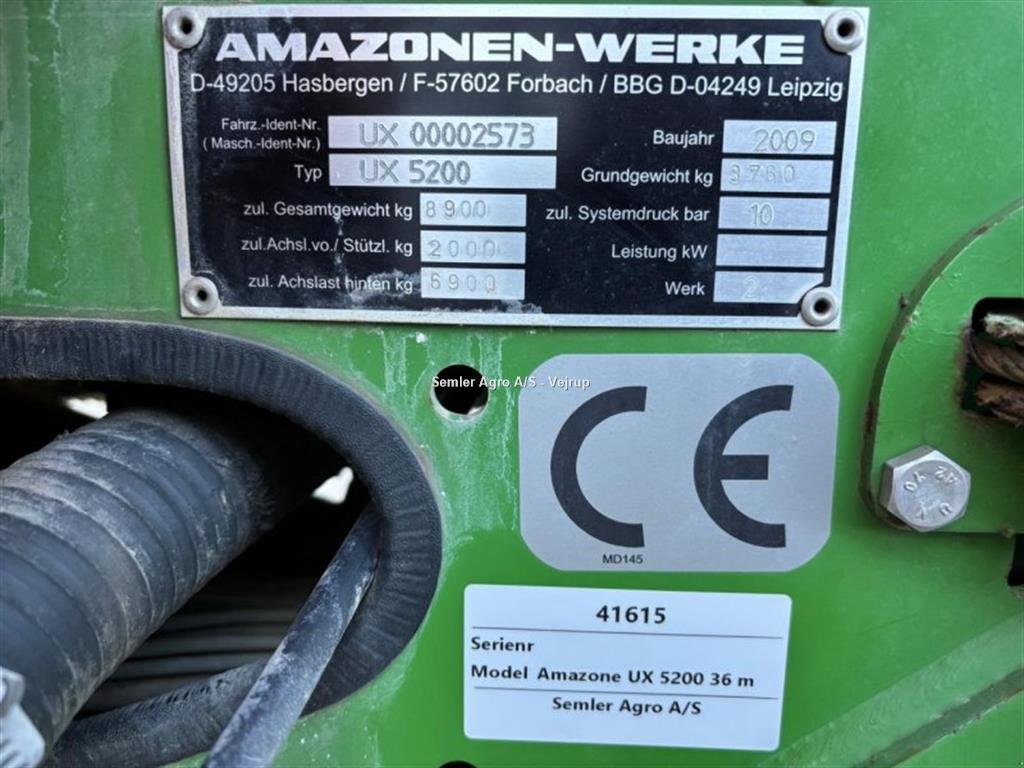 AMAZONEN-WERKE
D-49205 Hasbergen / F-57602 Forbach / BBG D-04249 Leipzig
Fahrz.-Ident-Nr.
(Masch.-Ident-Nr.) UX 00002573
Baujahr 2009
Typ UX 5200
Grundgewicht kg 3760
zul. Gesamtgewicht kg 8900
zul. Systemdruck bar 10
zul.Achsl.vo./ Stützl. kg 2000
Leistung kW
zul. Achslast hinten kg 6900
Werk 2
Semler Agro A/S - Vejrup
CE
MD145
41615
Serienr
Model Amazone UX 5200 36 m
Semler Agro A/S